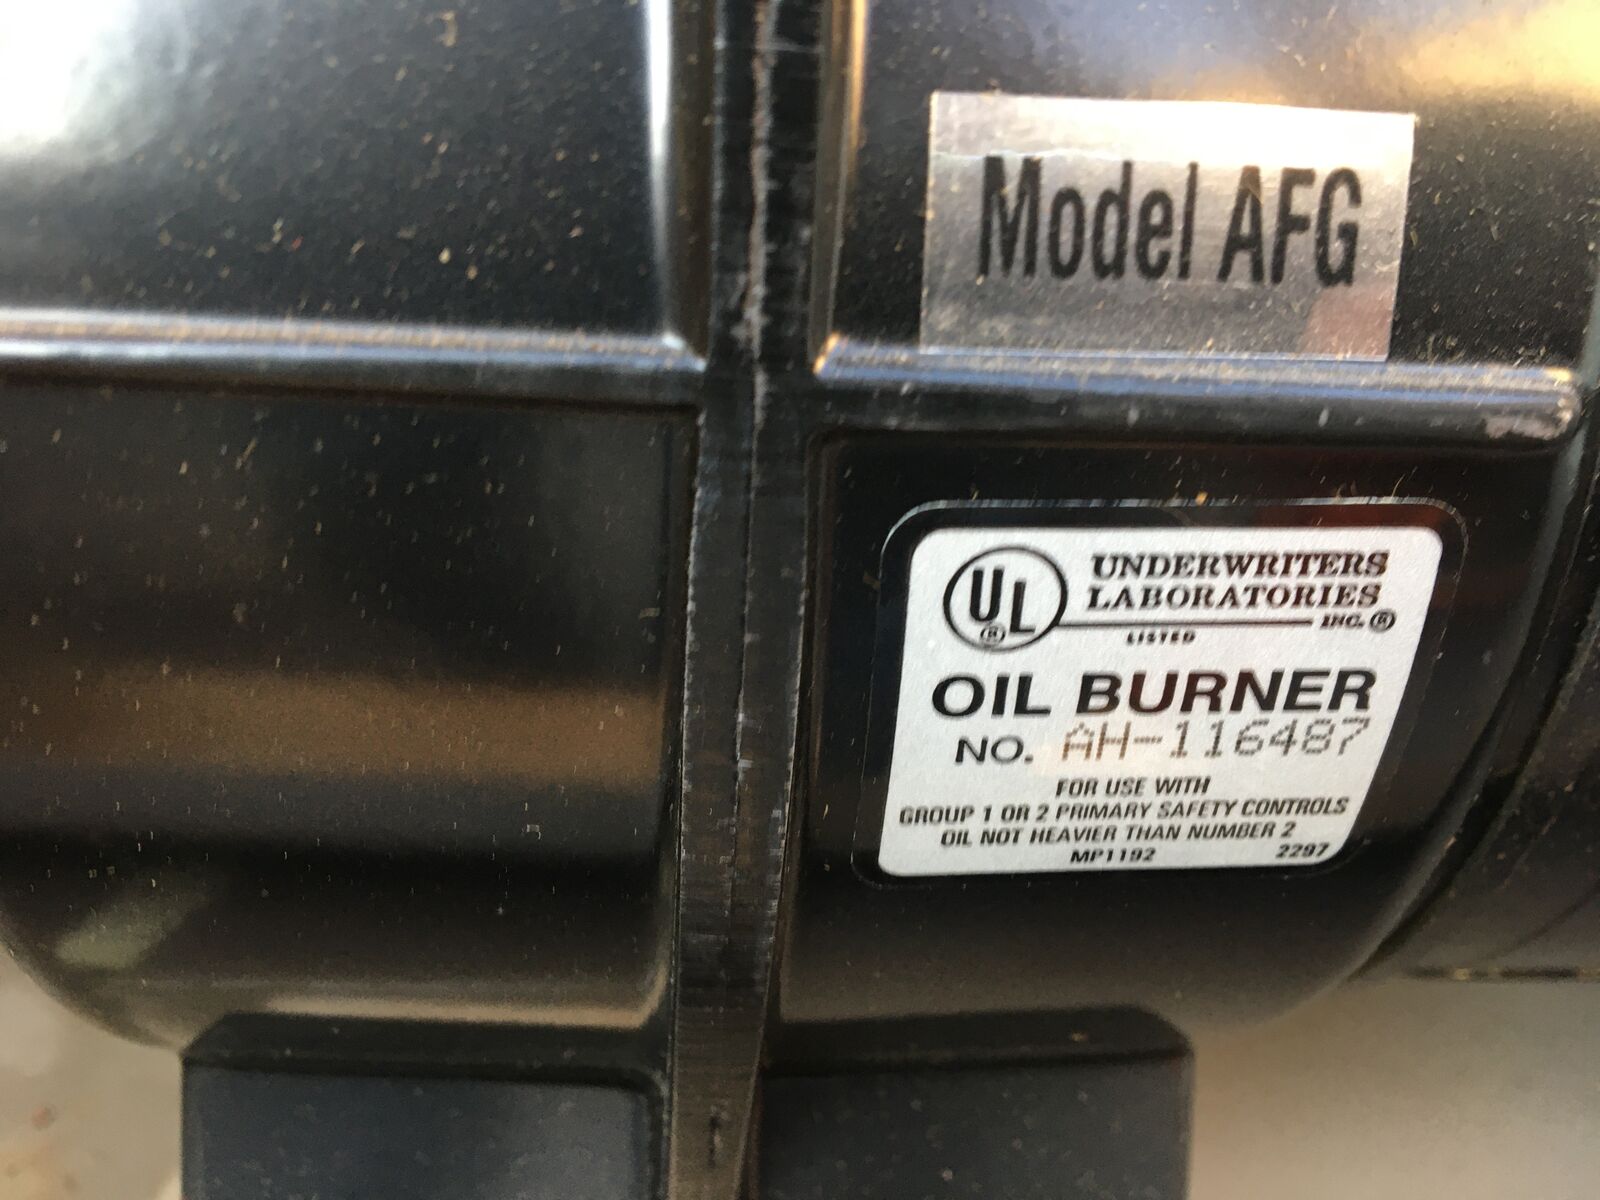 Model AFG
UL ®
UNDERWRITERS
LABORATORIES
INC.®
LISTED
OIL BURNER
NO. AH-116487
FOR USE WITH
GROUP 1 OR 2 PRIMARY SAFETY CONTROLS
OIL NOT HEAVIER THAN NUMBER 2
MP1192 2297